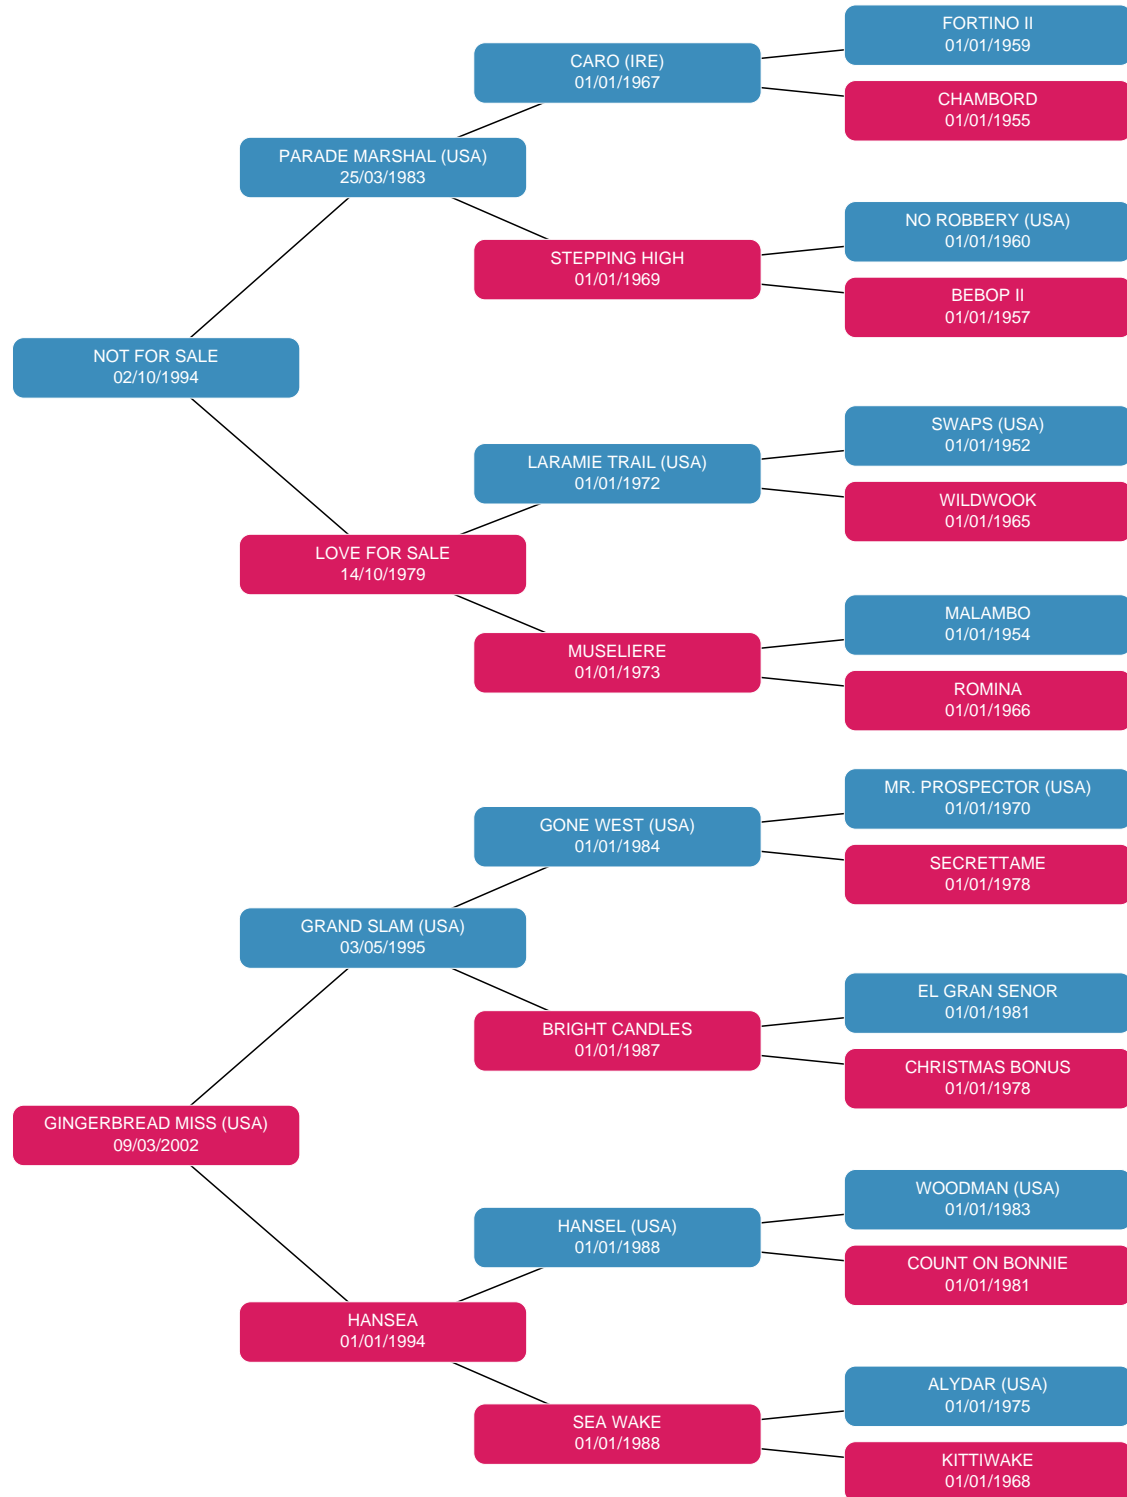 FORTINO II
01/01/1959
CARO (IRE)
01/01/1967
CHAMBORD
01/01/1955
PARADE MARSHAL (USA)
25/03/1983
NO ROBBERY (USA)
01/01/1960
STEPPING HIGH
01/01/1969
BEBOP II
01/01/1957
NOT FOR SALE
02/10/1994
SWAPS (USA)
01/01/1952
LARAMIE TRAIL (USA)
01/01/1972
WILDWOOK
01/01/1965
LOVE FOR SALE
14/10/1979
MALAMBO
01/01/1954
MUSELIERE
01/01/1973
ROMINA
01/01/1966
MR. PROSPECTOR (USA)
01/01/1970
GONE WEST (USA)
01/01/1984
SECRETTAME
01/01/1978
GRAND SLAM (USA)
03/05/1995
EL GRAN SENOR
01/01/1981
BRIGHT CANDLES
01/01/1987
CHRISTMAS BONUS
01/01/1978
GINGERBREAD MISS (USA)
09/03/2002
WOODMAN (USA)
01/01/1983
HANSEL (USA)
01/01/1988
COUNT ON BONNIE
01/01/1981
HANSEA
01/01/1994
ALYDAR (USA)
01/01/1975
SEA WAKE
01/01/1988
KITTIWAKE
01/01/1968